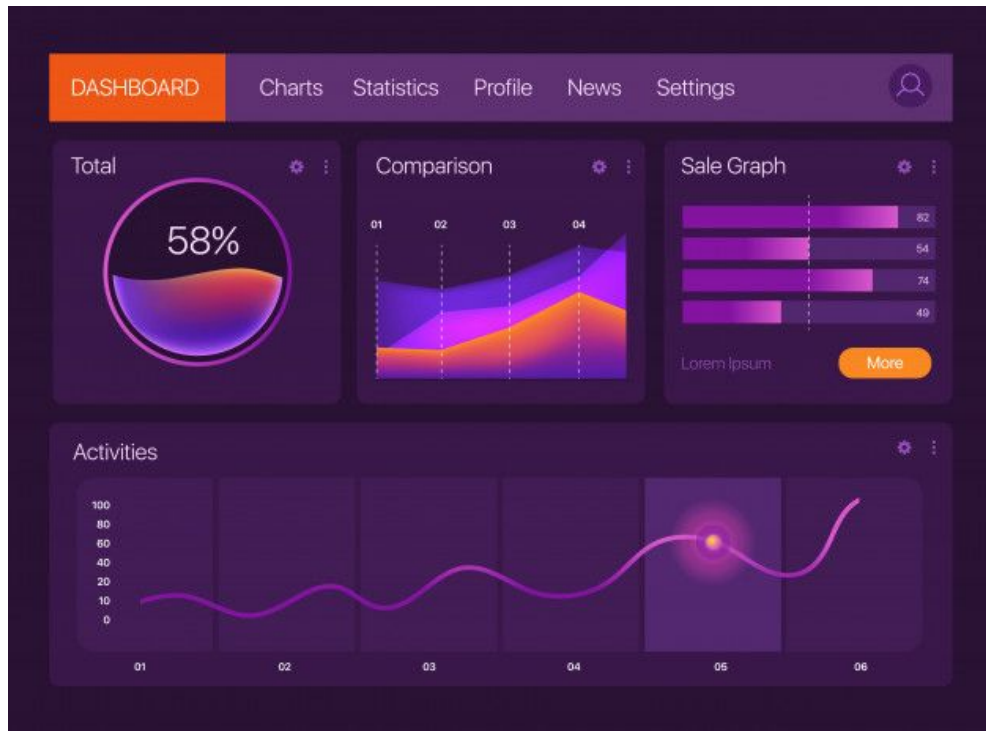 DASHBOARD Charts Statistics Profile News Settings
Total
58%
Comparison
01 02 03 04
Sale Graph
82
54
74
49
Lorem Ipsum More
Activities
100
80
60
40
20
10
0
01 02 03 04 05 06